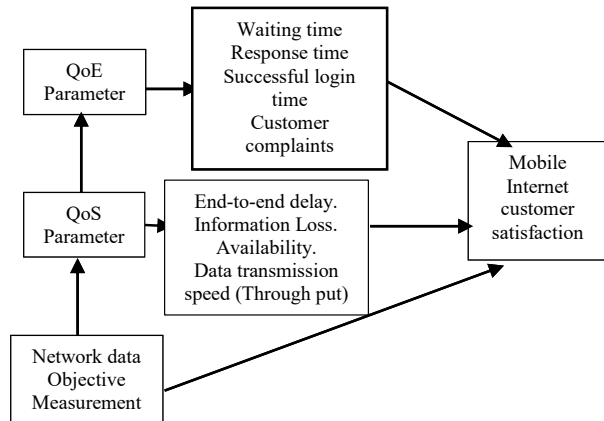 Waiting time
Response time
Successful login
time
Customer
complaints
QoE
Parameter
Mobile
Internet
customer
satisfaction
QoS
Parameter
End-to-end delay.
Information Loss.
Availability.
Data transmission
speed (Through put)
Network data
Objective
Measurement